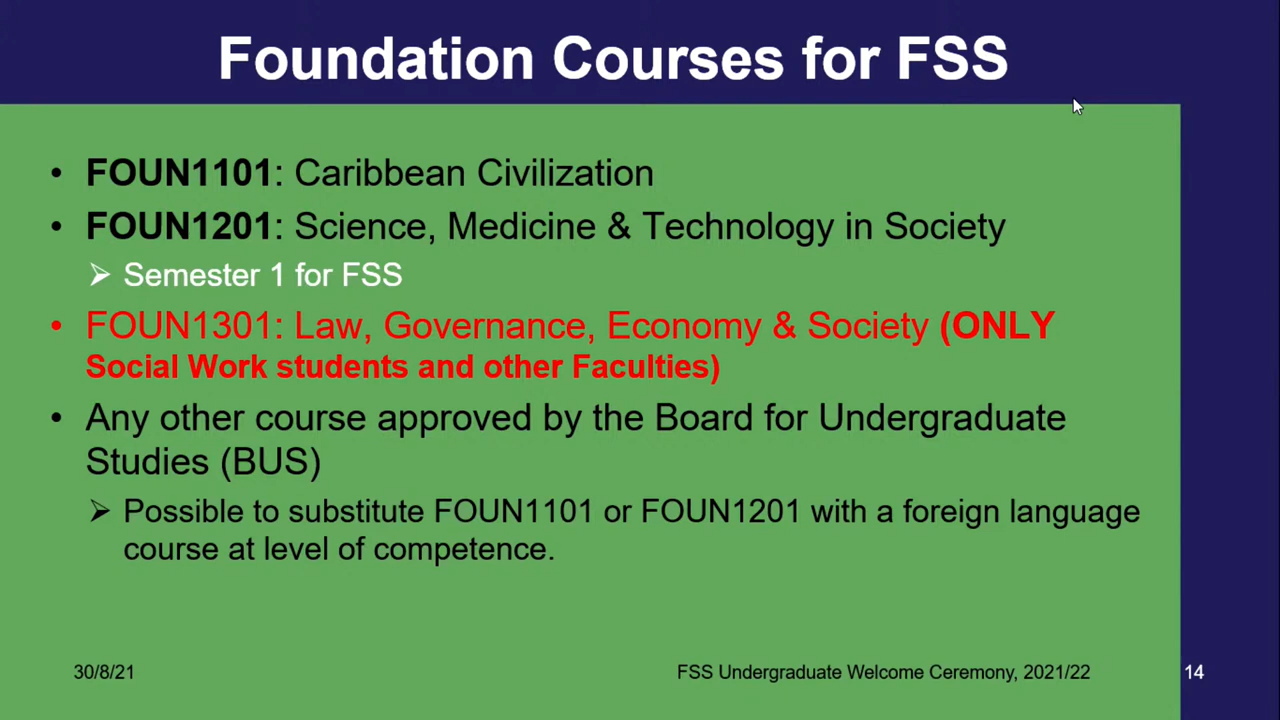 Foundation Courses for FSS
• FOUN1101: Caribbean Civilization
• FOUN1201: Science, Medicine & Technology in Society
➢ Semester 1 for FSS
• FOUN1301: Law, Governance, Economy & Society (ONLY
Social Work students and other Faculties)
• Any other course approved by the Board for Undergraduate
Studies (BUS)
➢ Possible to substitute FOUN1101 or FOUN1201 with a foreign language
course at level of competence.
30/8/21 FSS Undergraduate Welcome Ceremony, 2021/22 14